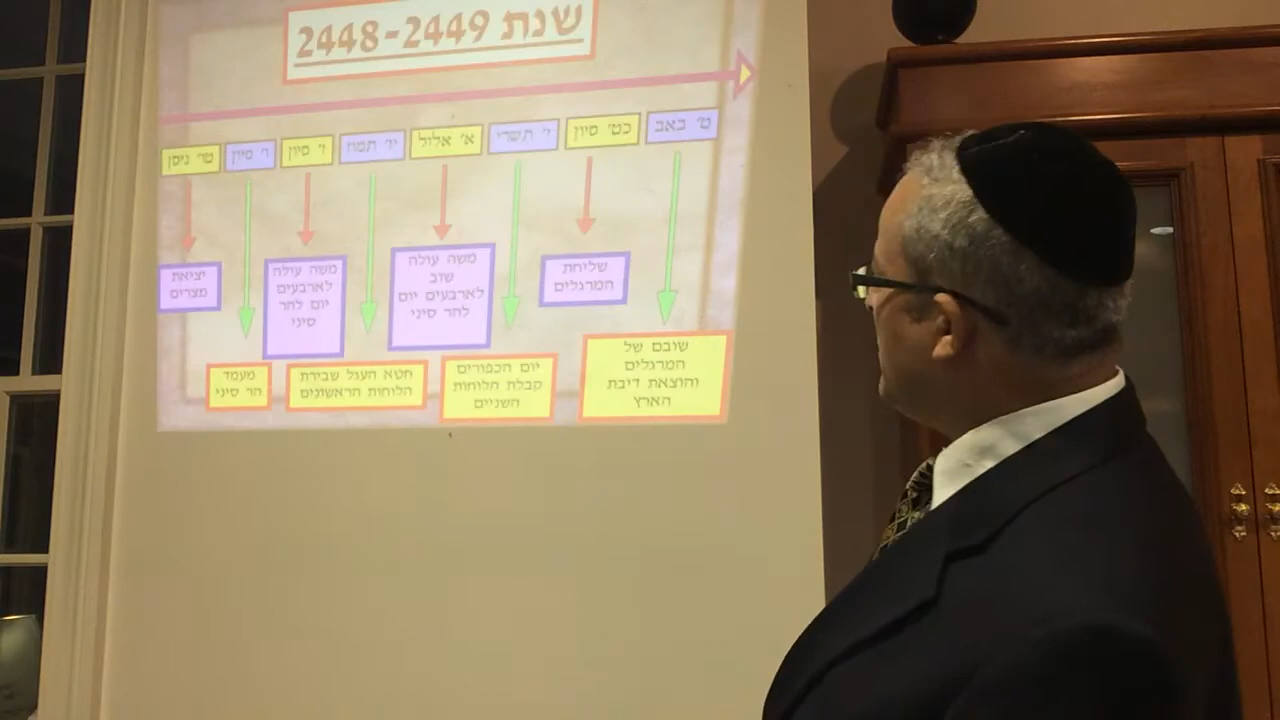 שנת 2448-2449
טו' ניסן
ו' סיון
ז' סיון
יז' תמוז
א' אלול
י' תשרי
כט' סיון
ט' באב
יציאת
מצרים
משה עולה
לארבעים
יום להר
סיני
משה עולה
שוב
לארבעים יום
להר סיני
שליחת
המרגלים
מעמד
הר סיני
חטא העגל שבירת
הלוחות הראשונים
יום הכפורים
קבלת הלוחות
השניים
שובם של
המרגלים
והוצאת דיבת
הארץ